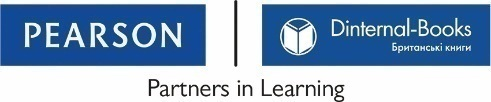 PEARSON
Dinternal-Books
Британські книги
Partners in Learning